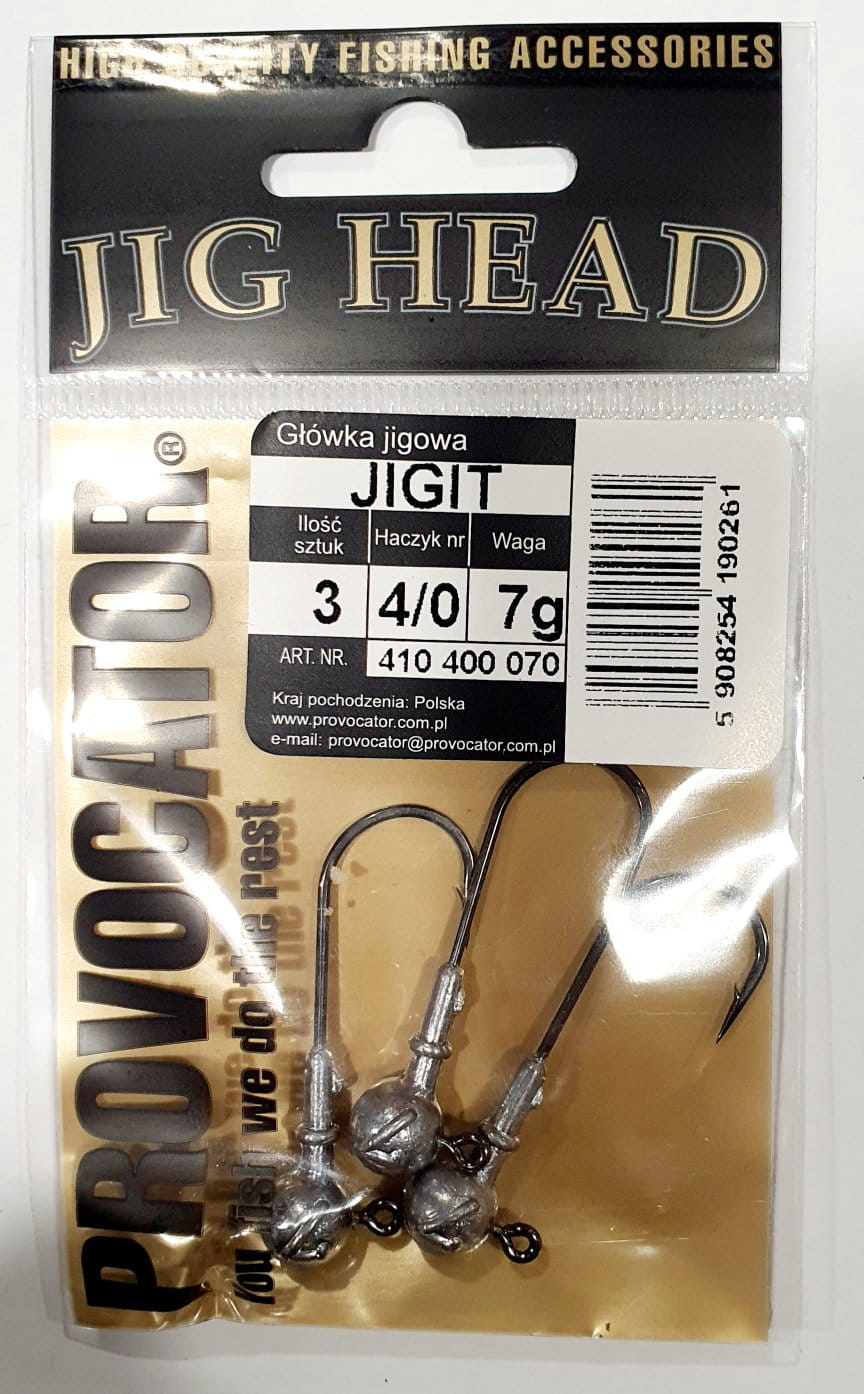 HIGH QUALITY FISHING ACCESSORIES
JIG HEAD
PROVOCATOR®
You fish we do the rest
Główka jigowa
JIGIT
Ilość sztuk
Haczyk nr
Waga
3
4/0
7g
ART. NR.
410 400 070
Kraj pochodzenia: Polska
www.provocator.com.pl
e-mail: provocator@provocator.com.pl
5 908254 190261